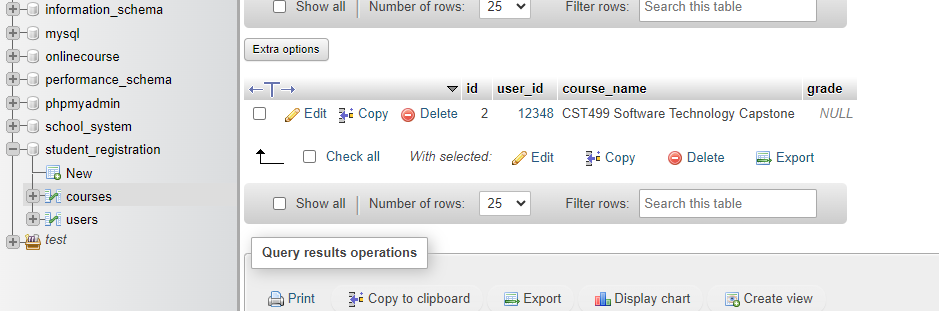 information_schema
mysql
onlinecourse
performance_schema
phpmyadmin
school_system
student_registration
New
courses
users
test
Show all Number of rows: 25 Filter rows: Search this table
Extra options
id user_id course_name grade
Edit Copy Delete 2 12348 CST499 Software Technology Capstone NULL
Check all With selected: Edit Copy Delete Export
Show all Number of rows: 25 Filter rows: Search this table
Query results operations
Print Copy to clipboard Export Display chart Create view